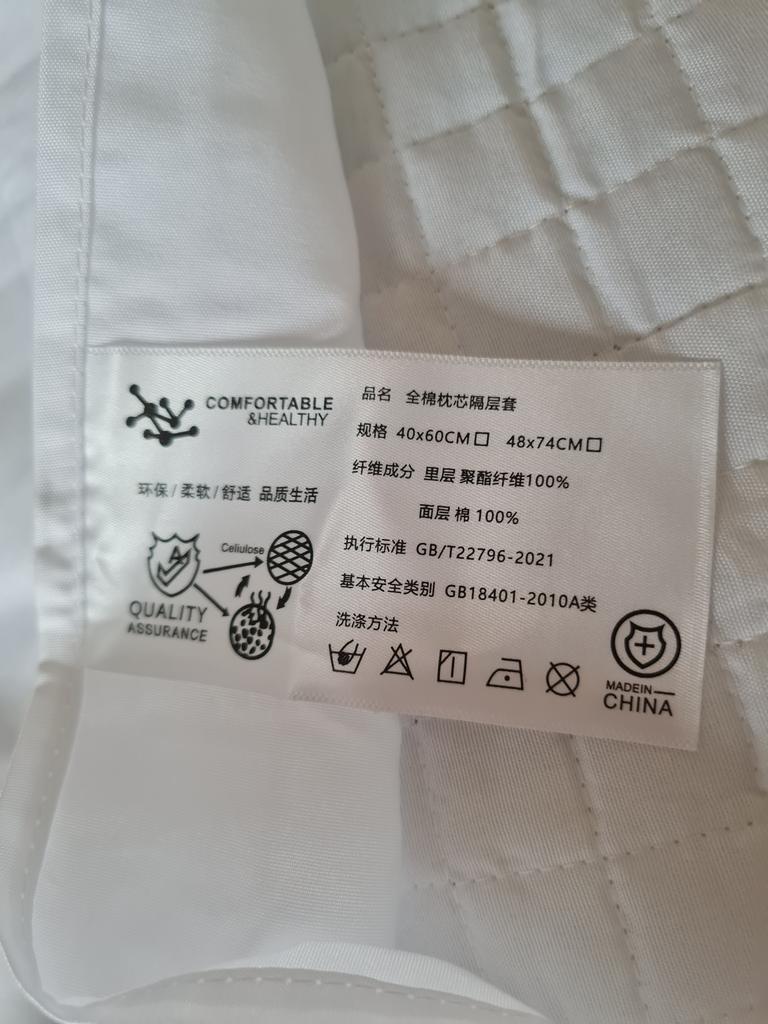 COMFORTABLE
&HEALTHY
环保/柔软/舒适 品质生活
Cellulose
QUALITY
ASSURANCE
品名 全棉枕芯隔层套
规格 40x60CM□ 48x74CM□
纤维成分 里层 聚酯纤维100%
面层 棉 100%
执行标准 GB/T22796-2021
基本安全类别 GB18401-2010A类
洗涤方法
MADEIN
CHINA